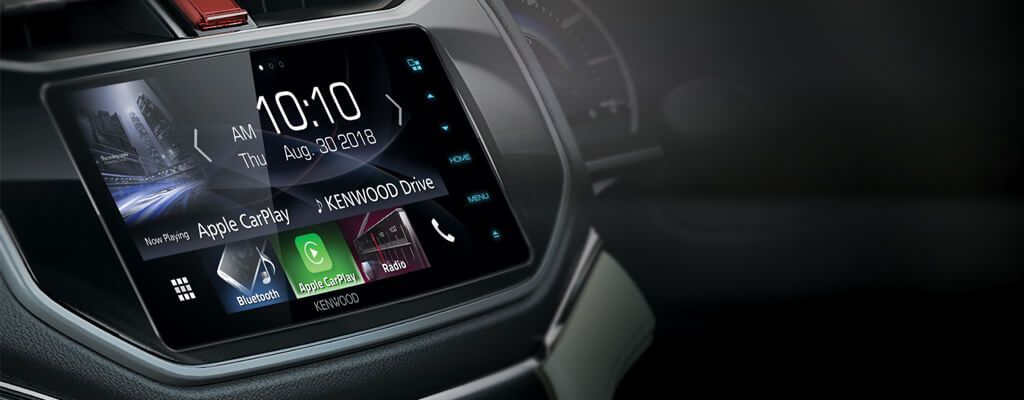 10:10
AM
Thu
Aug. 30 2018
HOME
MENU
Now Playing
Apple CarPlay
♪KENWOOD Drive
Bluetooth
Apple CarPlay
Radio
KENWOOD